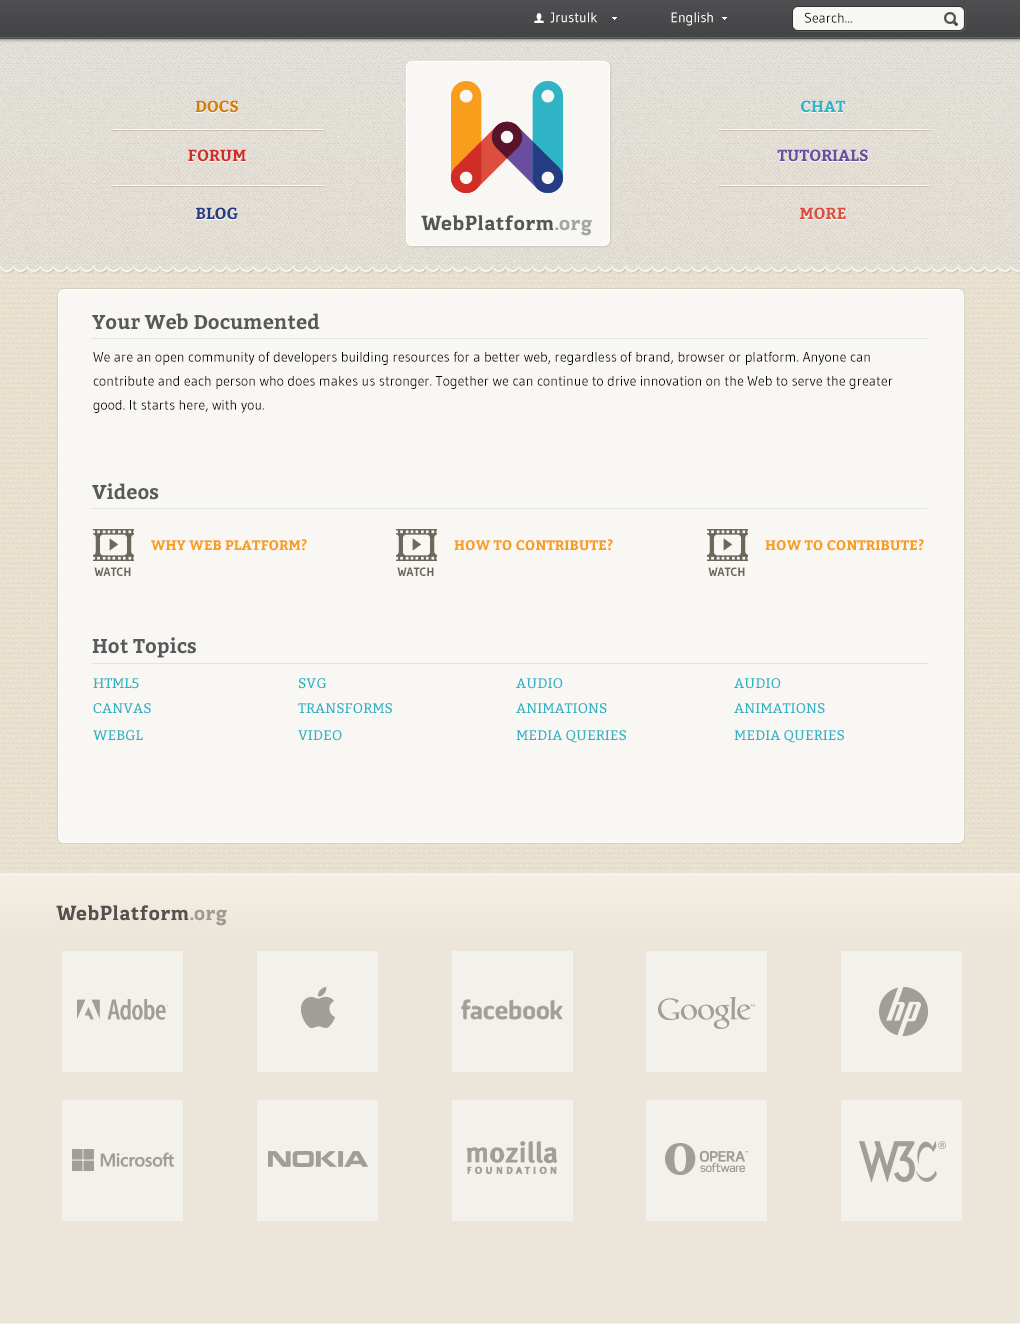 Jrustulk English Search...
DOCS
FORUM
BLOG
WebPlatform.org
CHAT
TUTORIALS
MORE
Your Web Documented
We are an open community of developers building resources for a better web, regardless of brand, browser or platform. Anyone can
contribute and each person who does makes us stronger. Together we can continue to drive innovation on the Web to serve the greater
good. It starts here, with you.
Videos
WATCH WHY WEB PLATFORM?
WATCH HOW TO CONTRIBUTE?
WATCH HOW TO CONTRIBUTE?
Hot Topics
HTML5 SVG AUDIO AUDIO
CANVAS TRANSFORMS ANIMATIONS ANIMATIONS
WEBGL VIDEO MEDIA QUERIES MEDIA QUERIES
WebPlatform.org
Adobe facebook Google™ hp
Microsoft NOKIA
mozilla
FOUNDATION
OPERA
software
W3C®